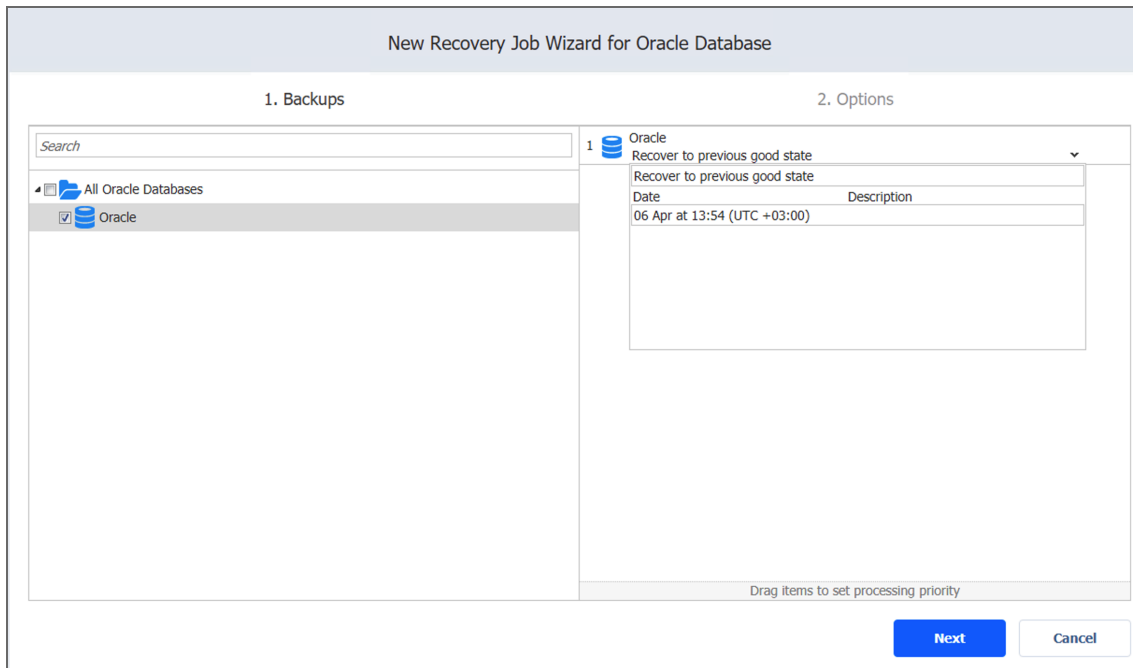 New Recovery Job Wizard for Oracle Database
1. Backups
2. Options
Search
All Oracle Databases
Oracle
1
Oracle
Recover to previous good state
Recover to previous good state
Date Description
06 Apr at 13:54 (UTC +03:00)
Drag items to set processing priority
Next
Cancel